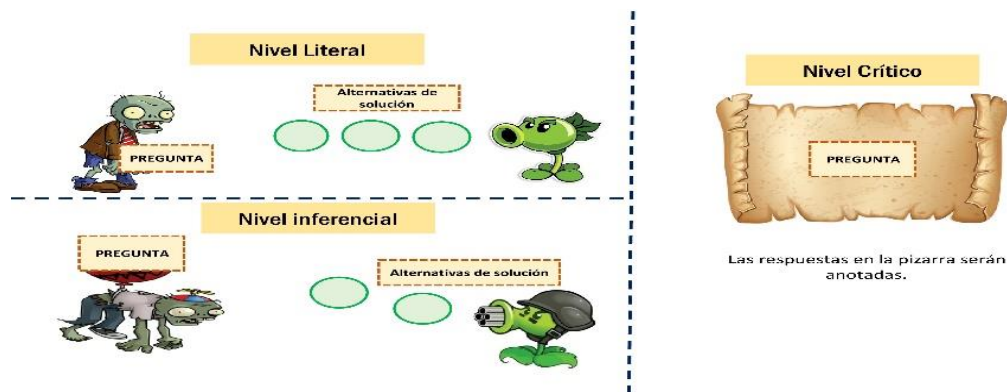 Nivel Literal
Alternativas de
solución
PREGUNTA
Nivel inferencial
PREGUNTA
Alternativas de solución
Nivel Crítico
PREGUNTA
Las respuestas en la pizarra serán
anotadas.